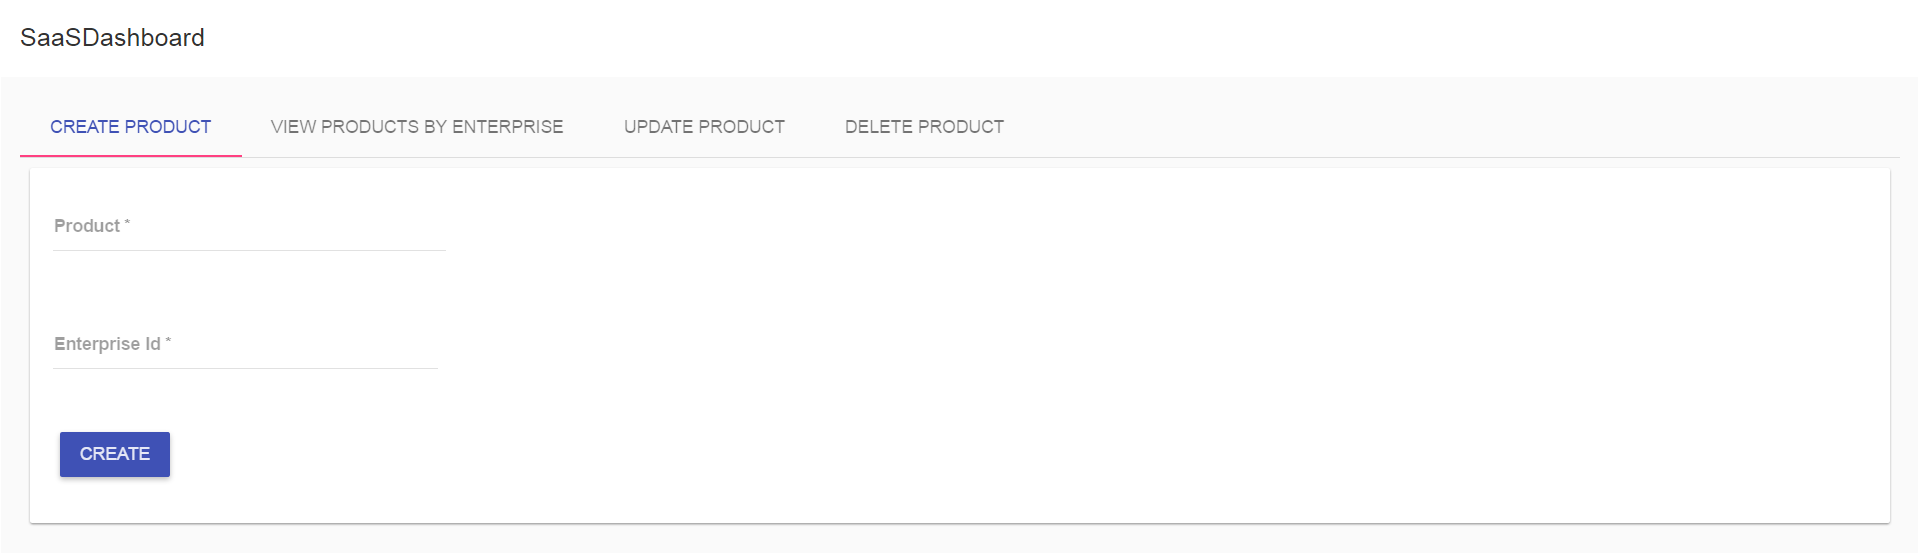 SaaSDashboard
CREATE PRODUCT VIEW PRODUCTS BY ENTERPRISE UPDATE PRODUCT DELETE PRODUCT
Product *
Enterprise Id *
CREATE